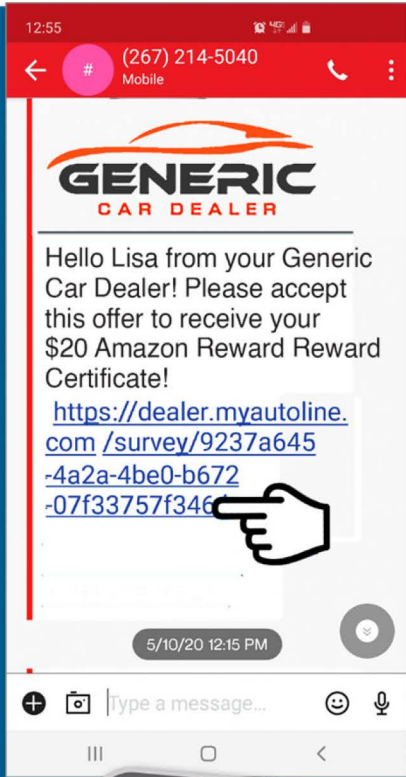 12:55
(267) 214-5040
#
Mobile
GENERIC
CAR DEALER
Hello Lisa from your Generic
Car Dealer! Please accept
this offer to receive your
$20 Amazon Reward Reward
Certificate!
https://dealer.myautoline.
com /survey/9237a645
-4a2a-4be0-b672
-07f33757f346
5/10/20 12:15 PM
Type a message...